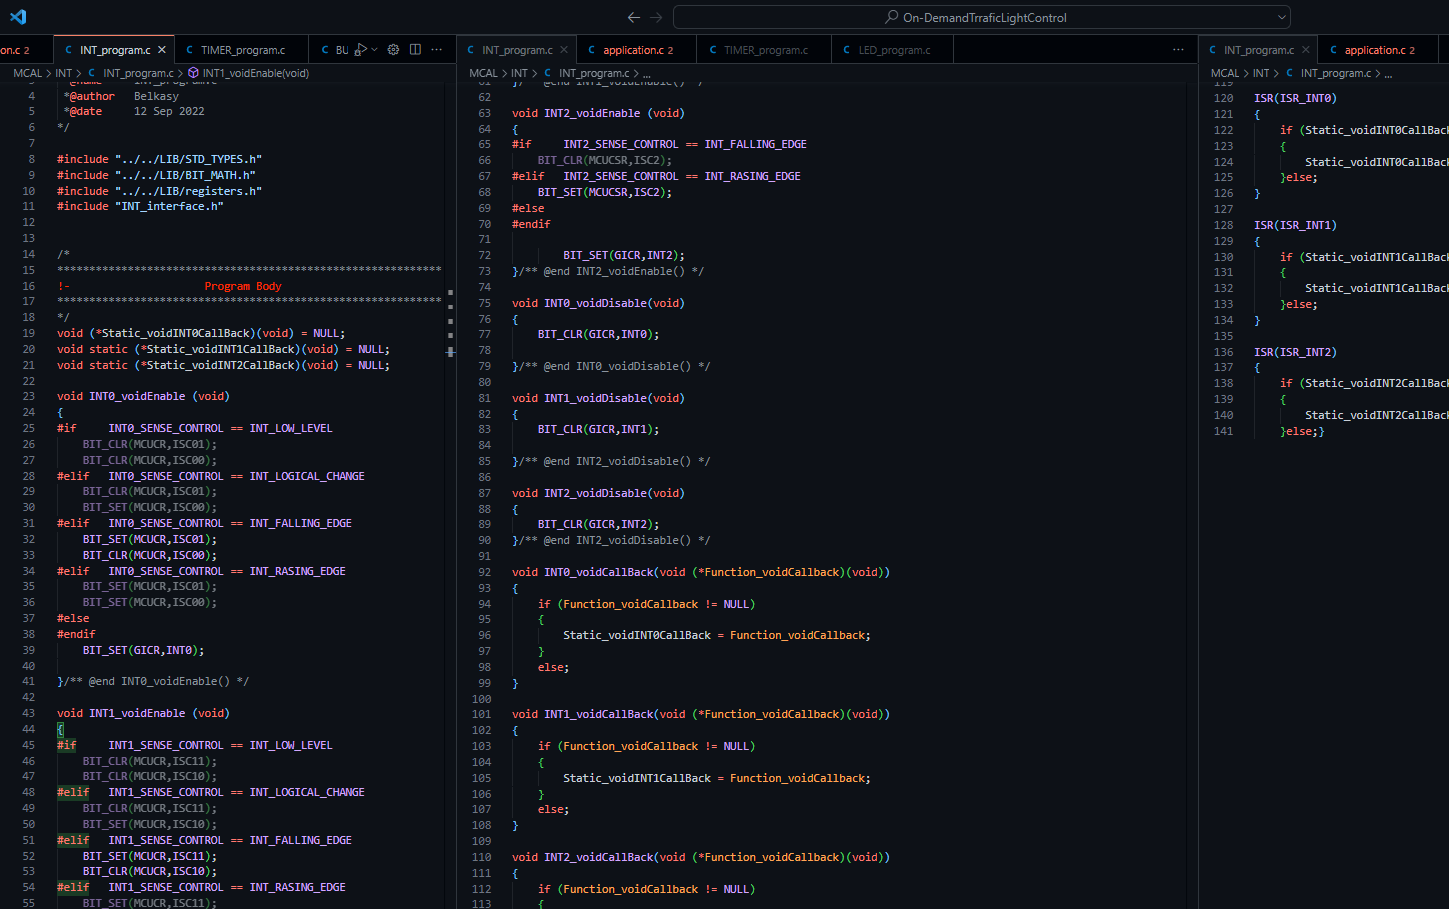 On-DemandTrraficLightControl
on.c 2
INT_program.c
TIMER_program.c
BU
MCAL > INT > INT_program.c > INT1_voidEnable(void)
4 *@author Belkasy
5 *@date 12 Sep 2022
6 */
7
8 #include "../../LIB/STD_TYPES.h"
9 #include "../../LIB/BIT_MATH.h"
10 #include "../../LIB/registers.h"
11 #include "INT_interface.h"
12
13
14 /*
15 ************************************************************
16 !- Program Body
17 ************************************************************
18 */
19 void (*Static_voidINT0CallBack)(void) = NULL;
20 void static (*Static_voidINT1CallBack)(void) = NULL;
21 void static (*Static_voidINT2CallBack)(void) = NULL;
22
23 void INT0_voidEnable (void)
24 {
25 #if INT0_SENSE_CONTROL == INT_LOW_LEVEL
26 BIT_CLR(MCUCR,ISC01);
27 BIT_CLR(MCUCR,ISC00);
28 #elif INT0_SENSE_CONTROL == INT_LOGICAL_CHANGE
29 BIT_CLR(MCUCR,ISC01);
30 BIT_SET(MCUCR,ISC00);
31 #elif INT0_SENSE_CONTROL == INT_FALLING_EDGE
32 BIT_SET(MCUCR,ISC01);
33 BIT_CLR(MCUCR,ISC00);
34 #elif INT0_SENSE_CONTROL == INT_RASING_EDGE
35 BIT_SET(MCUCR,ISC01);
36 BIT_SET(MCUCR,ISC00);
37 #else
38 #endif
39 BIT_SET(GICR,INT0);
40
41 }/** @end INT0_voidEnable() */
42
43 void INT1_voidEnable (void)
44 {
45 #if INT1_SENSE_CONTROL == INT_LOW_LEVEL
46 BIT_CLR(MCUCR,ISC11);
47 BIT_CLR(MCUCR,ISC10);
48 #elif INT1_SENSE_CONTROL == INT_LOGICAL_CHANGE
49 BIT_CLR(MCUCR,ISC11);
50 BIT_SET(MCUCR,ISC10);
51 #elif INT1_SENSE_CONTROL == INT_FALLING_EDGE
52 BIT_SET(MCUCR,ISC11);
53 BIT_CLR(MCUCR,ISC10);
54 #elif INT1_SENSE_CONTROL == INT_RASING_EDGE
55 BIT_SET(MCUCR,ISC11);
INT_program.c
application.c 2
TIMER_program.c
LED_program.c
MCAL > INT > INT_program.c > ...
61 }/** @end INT1_voidEnable() */
62
63 void INT2_voidEnable (void)
64 {
65 #if INT2_SENSE_CONTROL == INT_FALLING_EDGE
66 BIT_CLR(MCUCSR,ISC2);
67 #elif INT2_SENSE_CONTROL == INT_RASING_EDGE
68 BIT_SET(MCUCSR,ISC2);
69 #else
70 #endif
71
72 BIT_SET(GICR,INT2);
73 }/** @end INT2_voidEnable() */
74
75 void INT0_voidDisable(void)
76 {
77 BIT_CLR(GICR,INT0);
78
79 }/** @end INT0_voidDisable() */
80
81 void INT1_voidDisable(void)
82 {
83 BIT_CLR(GICR,INT1);
84
85 }/** @end INT2_voidDisable() */
86
87 void INT2_voidDisable(void)
88 {
89 BIT_CLR(GICR,INT2);
90 }/** @end INT2_voidDisable() */
91
92 void INT0_voidCallBack(void (*Function_voidCallback)(void))
93 {
94 if (Function_voidCallback != NULL)
95 {
96 Static_voidINT0CallBack = Function_voidCallback;
97 }
98 else;
99 }
100
101 void INT1_voidCallBack(void (*Function_voidCallback)(void))
102 {
103 if (Function_voidCallback != NULL)
104 {
105 Static_voidINT1CallBack = Function_voidCallback;
106 }
107 else;
108 }
109
110 void INT2_voidCallBack(void (*Function_voidCallback)(void))
111 {
112 if (Function_voidCallback != NULL)
113 {
INT_program.c
application.c 2
MCAL > INT > INT_program.c > ...
119
120 ISR(ISR_INT0)
121 {
122 if (Static_voidINT0CallBack
123 {
124 Static_voidINT0CallBack
125 }else;
126 }
127
128 ISR(ISR_INT1)
129 {
130 if (Static_voidINT1CallBack
131 {
132 Static_voidINT1CallBack
133 }else;
134 }
135
136 ISR(ISR_INT2)
137 {
138 if (Static_voidINT2CallBack
139 {
140 Static_voidINT2CallBack
141 }else;}